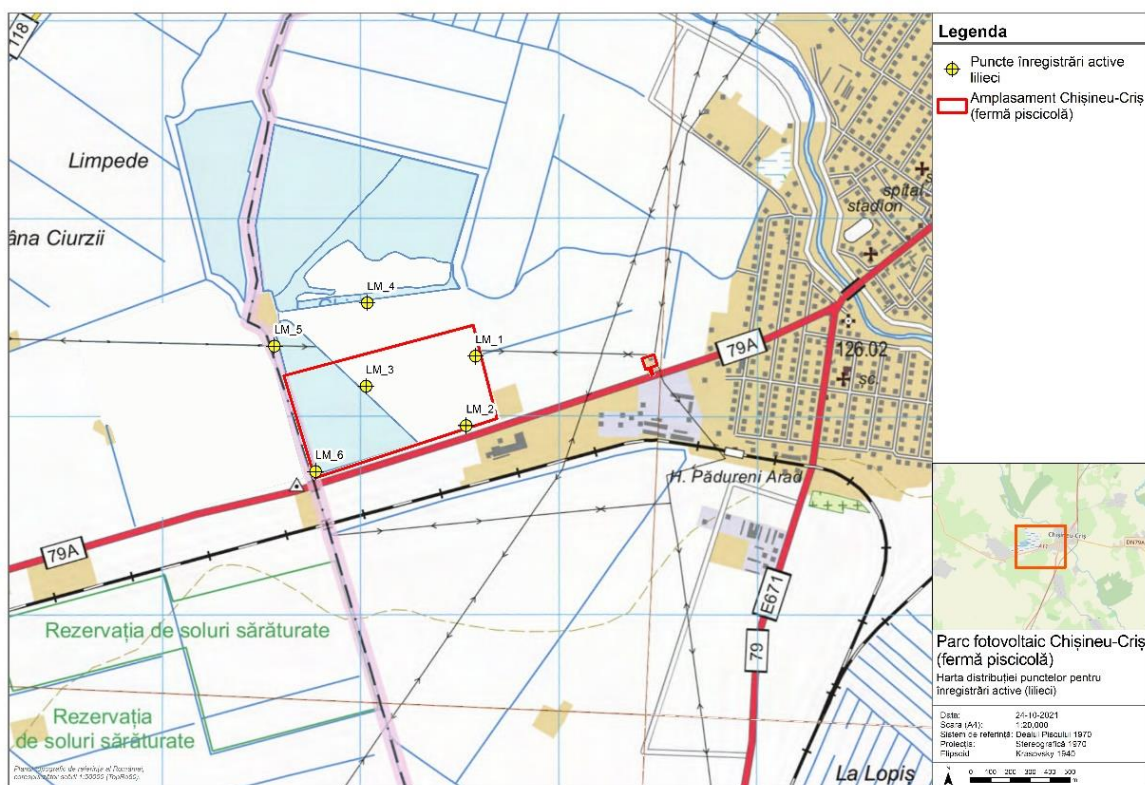 118
Limpede
âna Ciurzii
LM_4
LM_5
LM_1
LM_3
LM_2
LM_6
79A
79A
spital
stadion
126.02
sc.
H. Pădureni Arad
E671
79
Rezervația de soluri sărăturate
Rezervația
de soluri sărăturate
La Lopiș
Legenda
Puncte înregistrări active
lilieci
Amplasament Chișineu-Criș
(fermă piscicolă)
Chișineu-Criș
Parc fotovoltaic Chișineu-Criș
(fermă piscicolă)
Harta distribuției punctelor pentru
înregistrări active (lilieci)
Data: 24-10-2021
Scara (A4): 1:20,000
Sistem de referință: Dealul Piscului 1970
Proiecția: Stereografică 1970
Elipsoid Krasovsky 1940
N
0 100 200 300 400 500
m